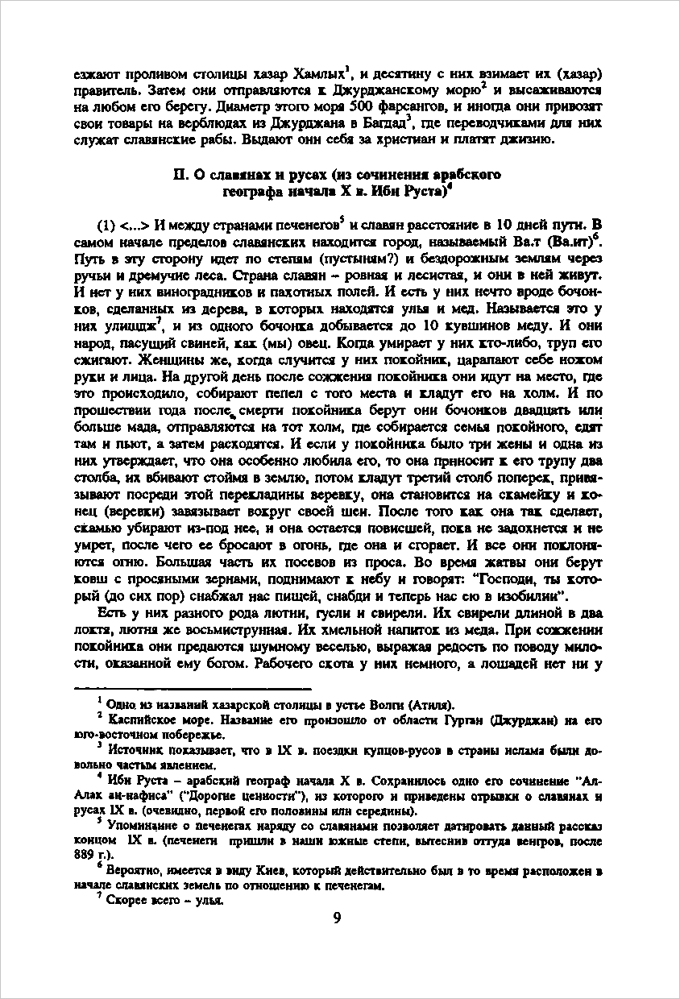 езжают проливом столицы хазар Хамлых¹, и десятину с них взимает их (хазар)
правитель. Затем они отправляются к Джурджанскому морю² и высаживаются
на любом его берегу. Диаметр этого моря 500 фарсангов, и иногда они привозят
свои товары на верблюдах из Джурджана в Багдад³, где переводчиками для них
служат славянские рабы. Выдают они себя за христиан и платят джизию.
II. О славянах и русах (из сочинения арабского
географа начала X в. Ибн Руста)⁴
(1) <...> И между странами печенегов⁵ и славян расстояние в 10 дней пути. В
самом начале пределов славянских находится город, называемый Ва.т (Ва.ит)⁶.
Путь в эту сторону идет по степям (пустыням?) и бездорожным землям через
ручьи и дремучие леса. Страна славян – ровная и лесистая, и они в ней живут.
И нет у них виноградников и пахотных полей. И есть у них нечто вроде бочон-
ков, сделанных из дерева, в которых находятся улья и мед. Называется это у
них улищдж⁷, и из одного бочонка добывается до 10 кувшинов меду. И они
народ, пасущий свиней, как (мы) овец. Когда умирает у них кто-либо, труп его
сжигают. Женщины же, когда случится у них покойник, царапают себе ножом
руки и лица. На другой день после сожжения покойника они идут на место, где
это происходило, собирают пепел с того места и кладут его на холм. И по
прошествии года после смерти покойника берут они бочонков двадцать или
больше мада, отправляются на тот холм, где собирается семья покойного, едят
там и пьют, а затем расходятся. И если у покойника было три жены и одна из
них утверждает, что она особенно любила его, то она приносит к его трупу два
столба, их вбивают стоймя в землю, потом кладут третий столб поперек, привя-
зывают посреди этой перекладины веревку, она становится на скамейку и ко-
нец (веревки) завязывает вокруг своей шеи. После того как она так сделает,
скамью убирают из-под нее, и она остается повисшей, пока не задохнется и не
умрет, после чего ее бросают в огонь, где она и сгорает. И все они поклоня-
ются огню. Большая часть их посевов из проса. Во время жатвы они берут
ковш с просяными зернами, поднимают к небу и говорят: "Господи, ты кото-
рый (до сих пор) снабжал нас пищей, снабди и теперь нас ею в изобилии".
Есть у них разного рода лютни, гусли и свирели. Их свирели длиной в два
локтя, лютня же восьмиструнная. Их хмельной напиток из меда. При сожжении
покойника они предаются шумному веселью, выражая редость по поводу мило-
сти, оказанной ему богом. Рабочего скота у них немного, а лошадей нет ни у
¹ Одно из названий хазарской столицы в устье Волги (Атиля).
² Каспийское море. Название его произошло от области Гурган (Джурджан) на его
юго-восточном побережье.
³ Источник показывает, что в IX в. поездки купцов-русов в страны ислама были до-
вольно частым явлением.
⁴ Ибн Руста – арабский географ начала X в. Сохранилось одно его сочинение "Ал-
Алак ан-нафиса" ("Дорогие ценности"), из которого и приведены отрывки о славянах и
русах IX в. (очевидно, первой его половины или середины).
⁵ Упоминание о печенегах наряду со славянами позволяет датировать данный рассказ
концом IX в. (печенеги пришли в наши южные степи, вытеснив оттуда венгров, после
889 г.).
⁶ Вероятно, имеется в виду Киев, который действительно был в то время расположен в
начале славянских земель по отношению к печенегам.
⁷ Скорее всего – улья.
9